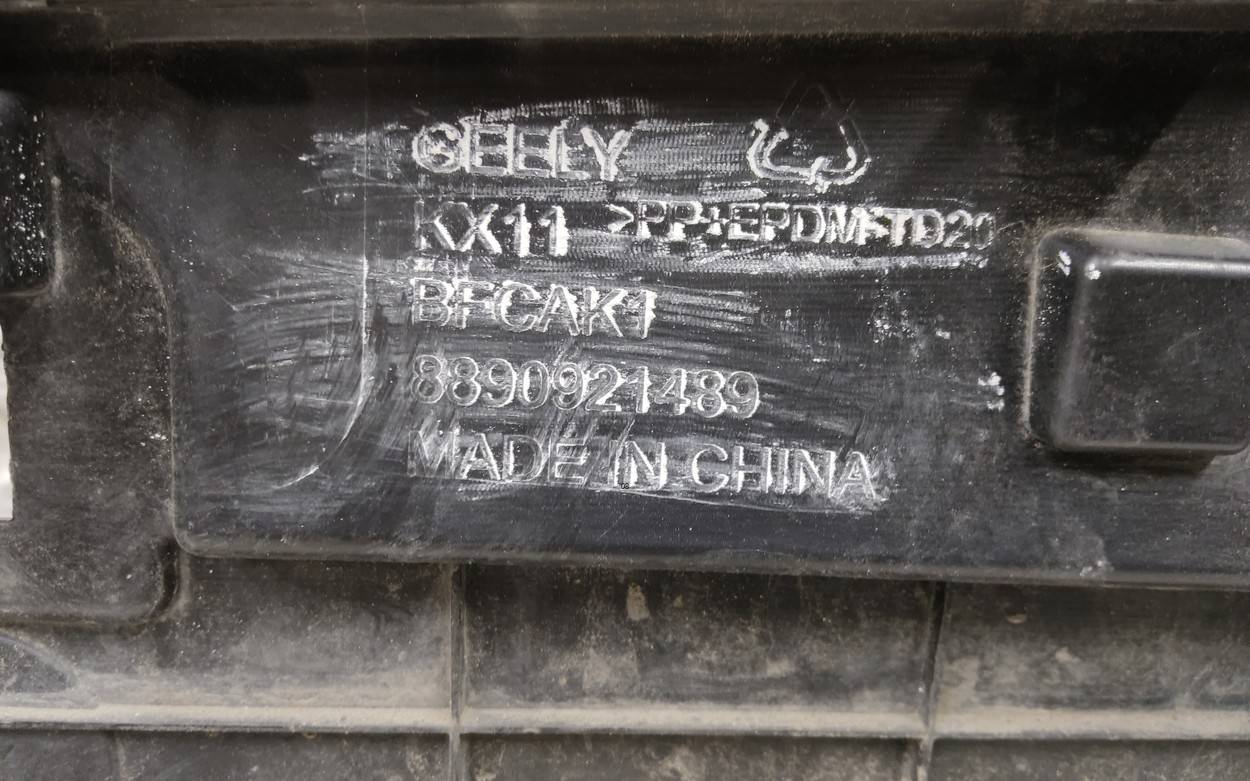 GEELY
KX11 >PP+EPDM-TD20
BFCAK1
8890921489
MADE IN CHINA